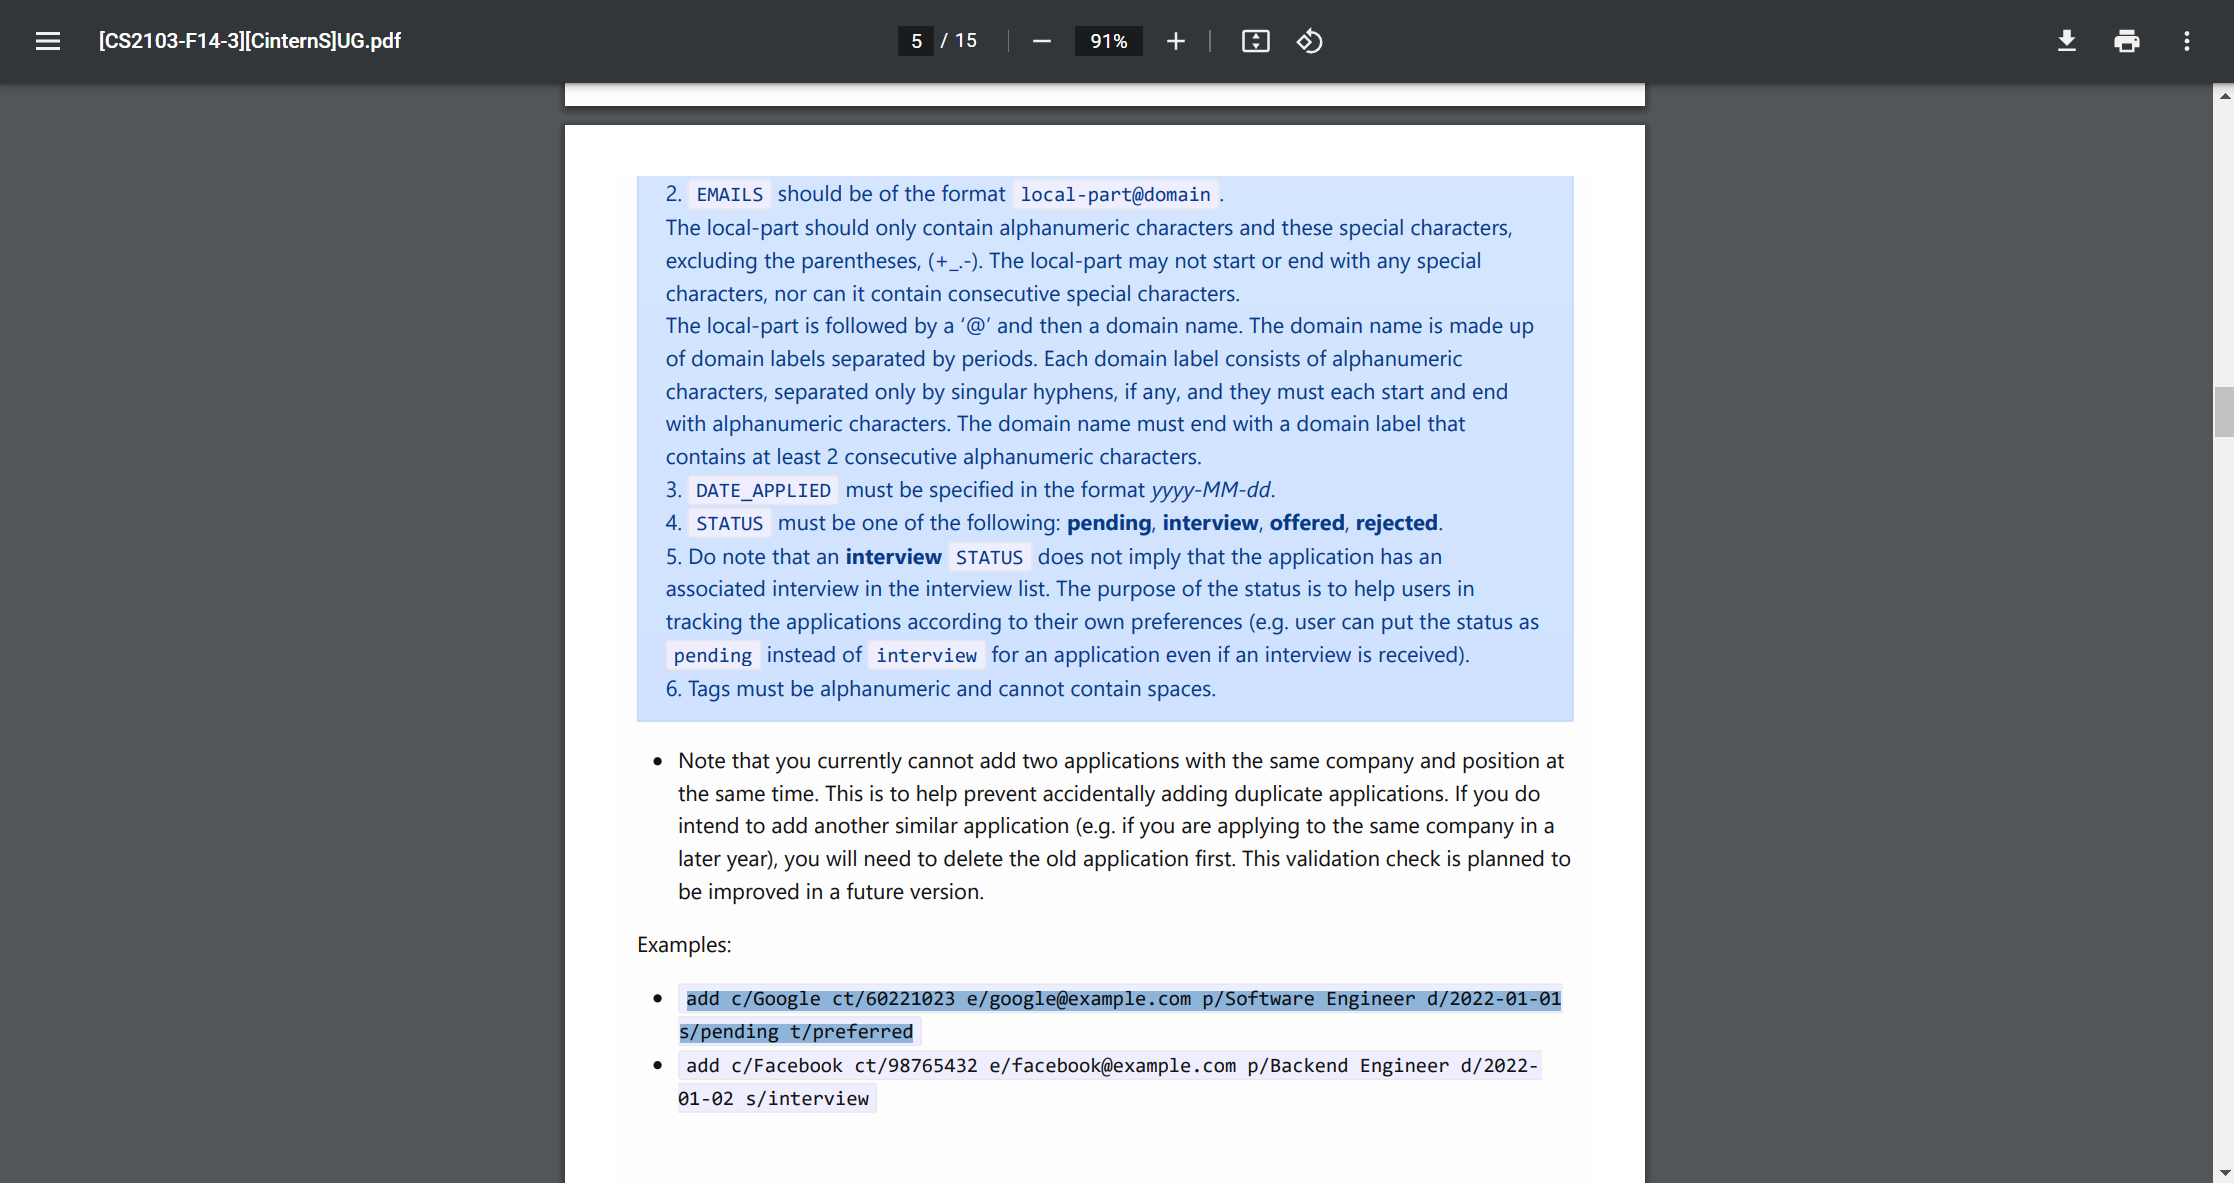 [CS2103-F14-3][CinternS]UG.pdf
5 / 15
91%
2. EMAILS should be of the format local-part@domain .
The local-part should only contain alphanumeric characters and these special characters,
excluding the parentheses, (+_.-). The local-part may not start or end with any special
characters, nor can it contain consecutive special characters.
The local-part is followed by a ‘@’ and then a domain name. The domain name is made up
of domain labels separated by periods. Each domain label consists of alphanumeric
characters, separated only by singular hyphens, if any, and they must each start and end
with alphanumeric characters. The domain name must end with a domain label that
contains at least 2 consecutive alphanumeric characters.
3. DATE_APPLIED must be specified in the format yyyy-MM-dd.
4. STATUS must be one of the following: pending, interview, offered, rejected.
5. Do note that an interview STATUS does not imply that the application has an
associated interview in the interview list. The purpose of the status is to help users in
tracking the applications according to their own preferences (e.g. user can put the status as
pending instead of interview for an application even if an interview is received).
6. Tags must be alphanumeric and cannot contain spaces.
• Note that you currently cannot add two applications with the same company and position at
the same time. This is to help prevent accidentally adding duplicate applications. If you do
intend to add another similar application (e.g. if you are applying to the same company in a
later year), you will need to delete the old application first. This validation check is planned to
be improved in a future version.
Examples:
• add c/Google ct/60221023 e/google@example.com p/Software Engineer d/2022-01-01
s/pending t/preferred
• add c/Facebook ct/98765432 e/facebook@example.com p/Backend Engineer d/2022-
01-02 s/interview